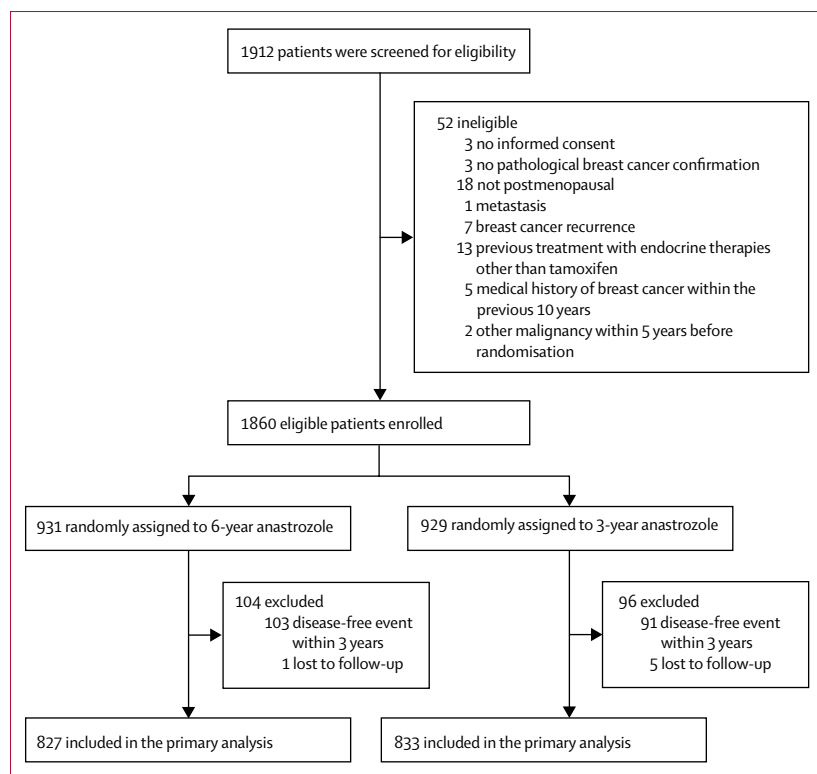 1912 patients were screened for eligibility
52 ineligible
3 no informed consent
3 no pathological breast cancer confirmation
18 not postmenopausal
1 metastasis
7 breast cancer recurrence
13 previous treatment with endocrine therapies
other than tamoxifen
5 medical history of breast cancer within the
previous 10 years
2 other malignancy within 5 years before
randomisation
1860 eligible patients enrolled
931 randomly assigned to 6-year anastrozole
929 randomly assigned to 3-year anastrozole
104 excluded
103 disease-free event
within 3 years
1 lost to follow-up
96 excluded
91 disease-free event
within 3 years
5 lost to follow-up
827 included in the primary analysis
833 included in the primary analysis